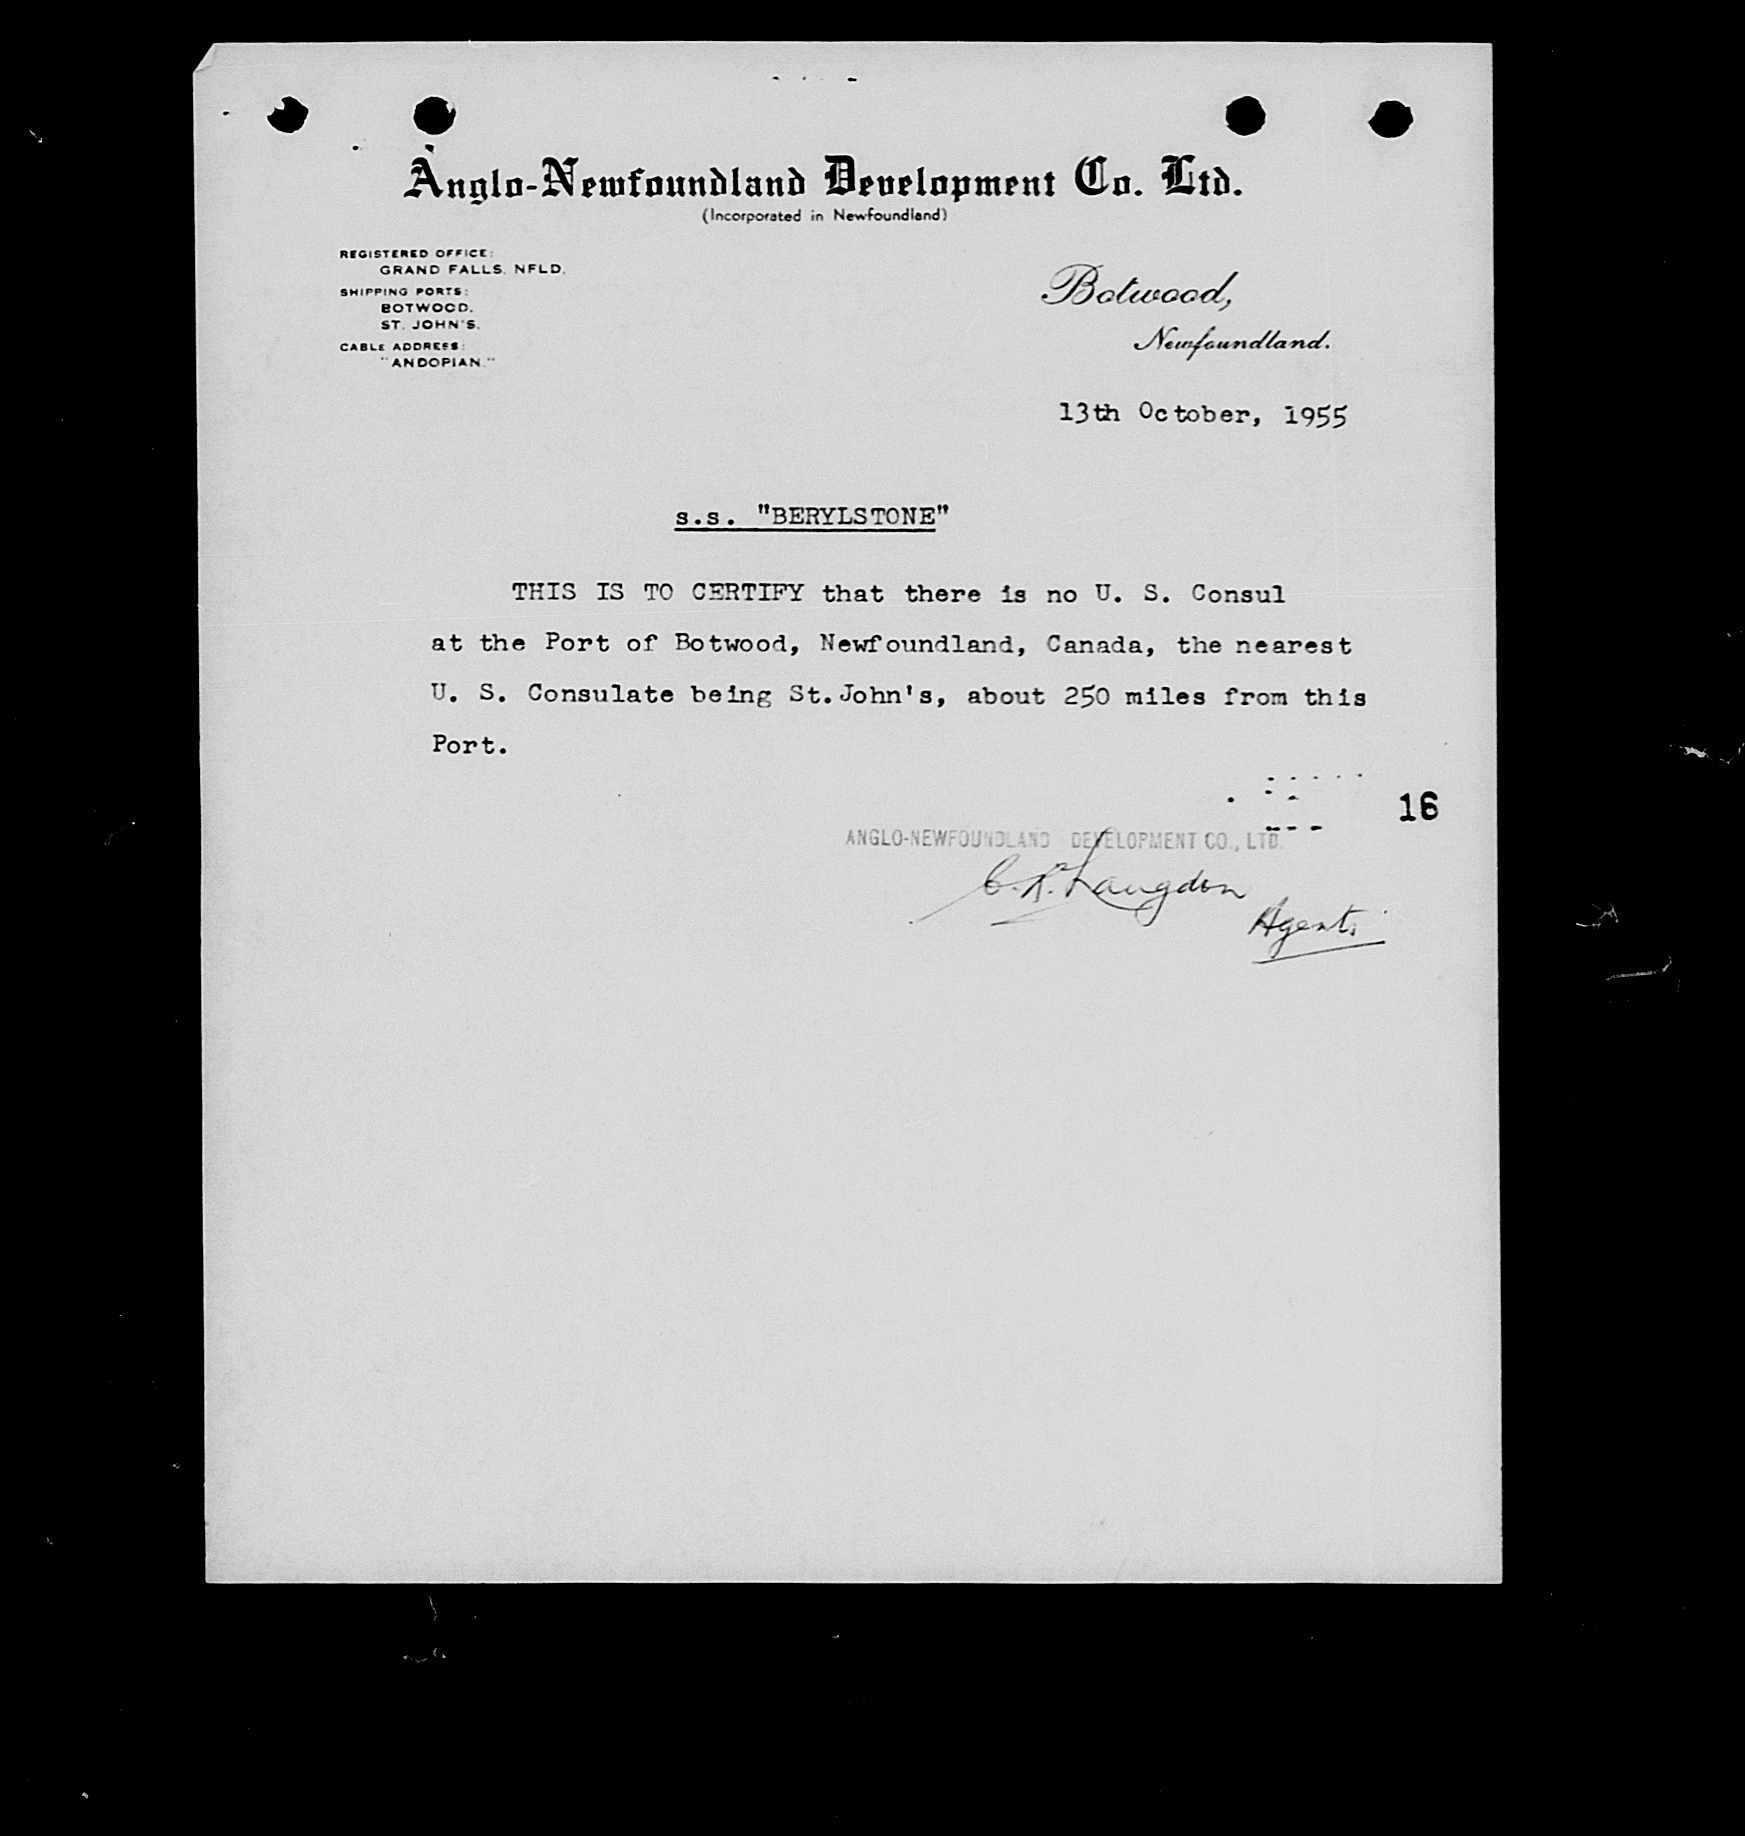 Anglo-Newfoundland Development Co. Ltd.
(Incorporated in Newfoundland)
REGISTERED OFFICE:
GRAND FALLS, NFLD.
SHIPPING PORTS:
BOTWOOD.
ST. JOHN'S.
CABLE ADDRESS:
"ANDOPIAN."
Botwood,
Newfoundland.
13th October, 1955
s.s. "BERYLSTONE"
THIS IS TO CERTIFY that there is no U. S. Consul
at the Port of Botwood, Newfoundland, Canada, the nearest
U. S. Consulate being St.John's, about 250 miles from this
Port.
16
ANGLO-NEWFOUNDLAND DEVELOPMENT CO., LTD.
C.R. Langdon
Agents